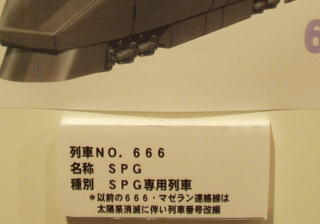 6
列車NO．666
名称　SPG
種別　SPG専用列車
＊以前の666・マゼラン連絡線は
太陽系消滅に伴い列車番号改編